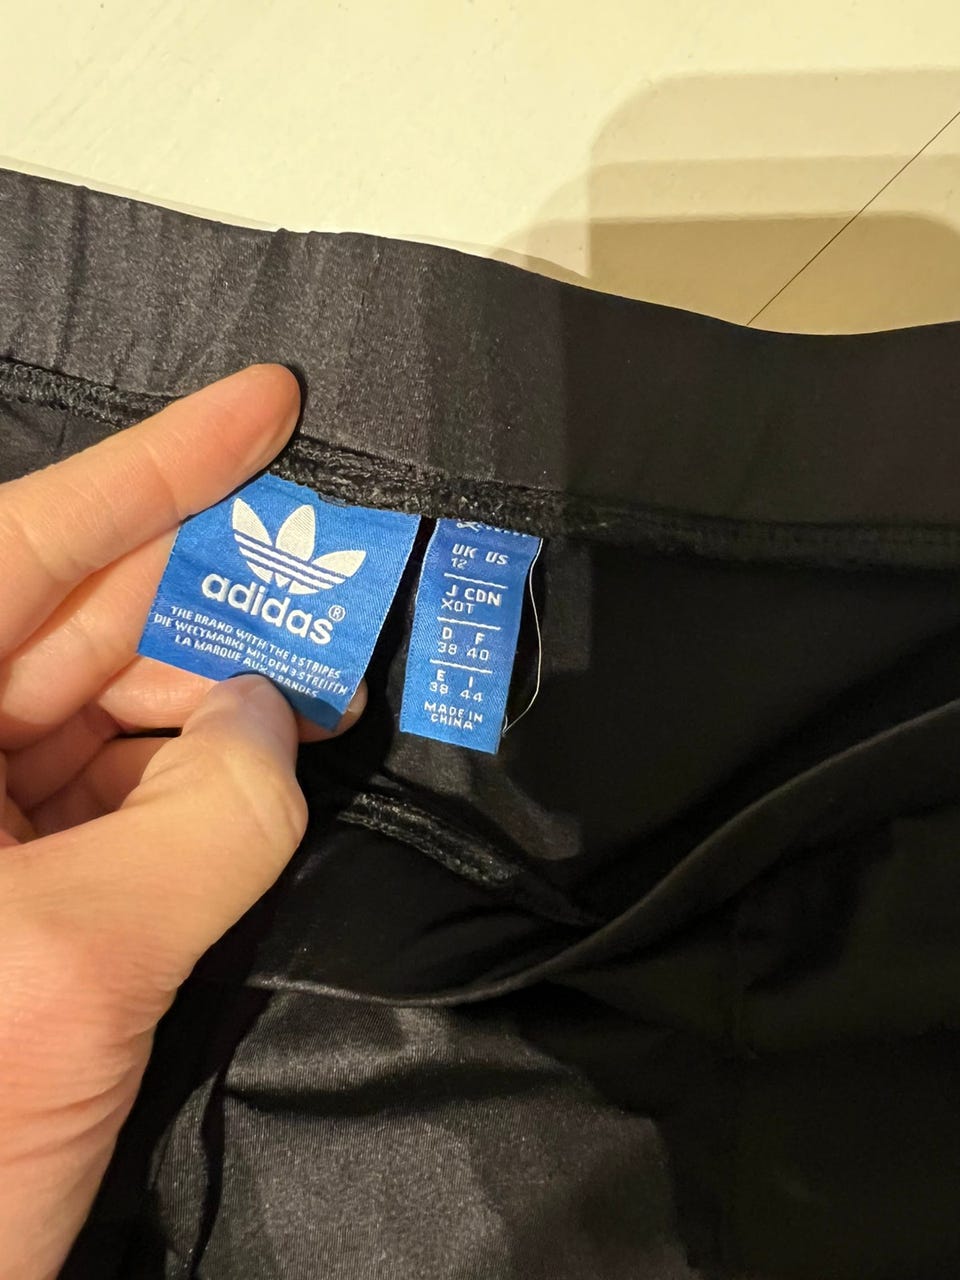 adidas®
THE BRAND WITH THE 3 STRIPES
DIE WELTMARKE MIT DEN 3 STREIFEN
LA MARQUE AUX 3 BANDES
UK US
12
J CDN
XOT
D F
38 40
E I
38 44
MADE IN
CHINA